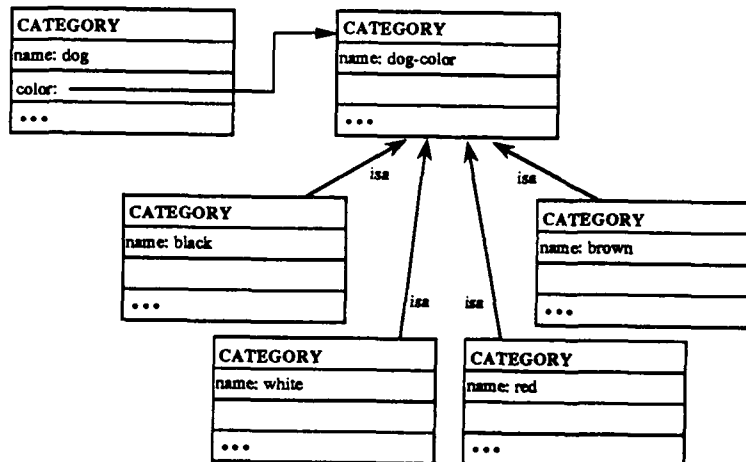 CATEGORY
name: dog
color:
•••
CATEGORY
name: dog-color
•••
isa
isa
isa
isa
CATEGORY
name: black
•••
CATEGORY
name: brown
•••
CATEGORY
name: white
•••
CATEGORY
name: red
•••